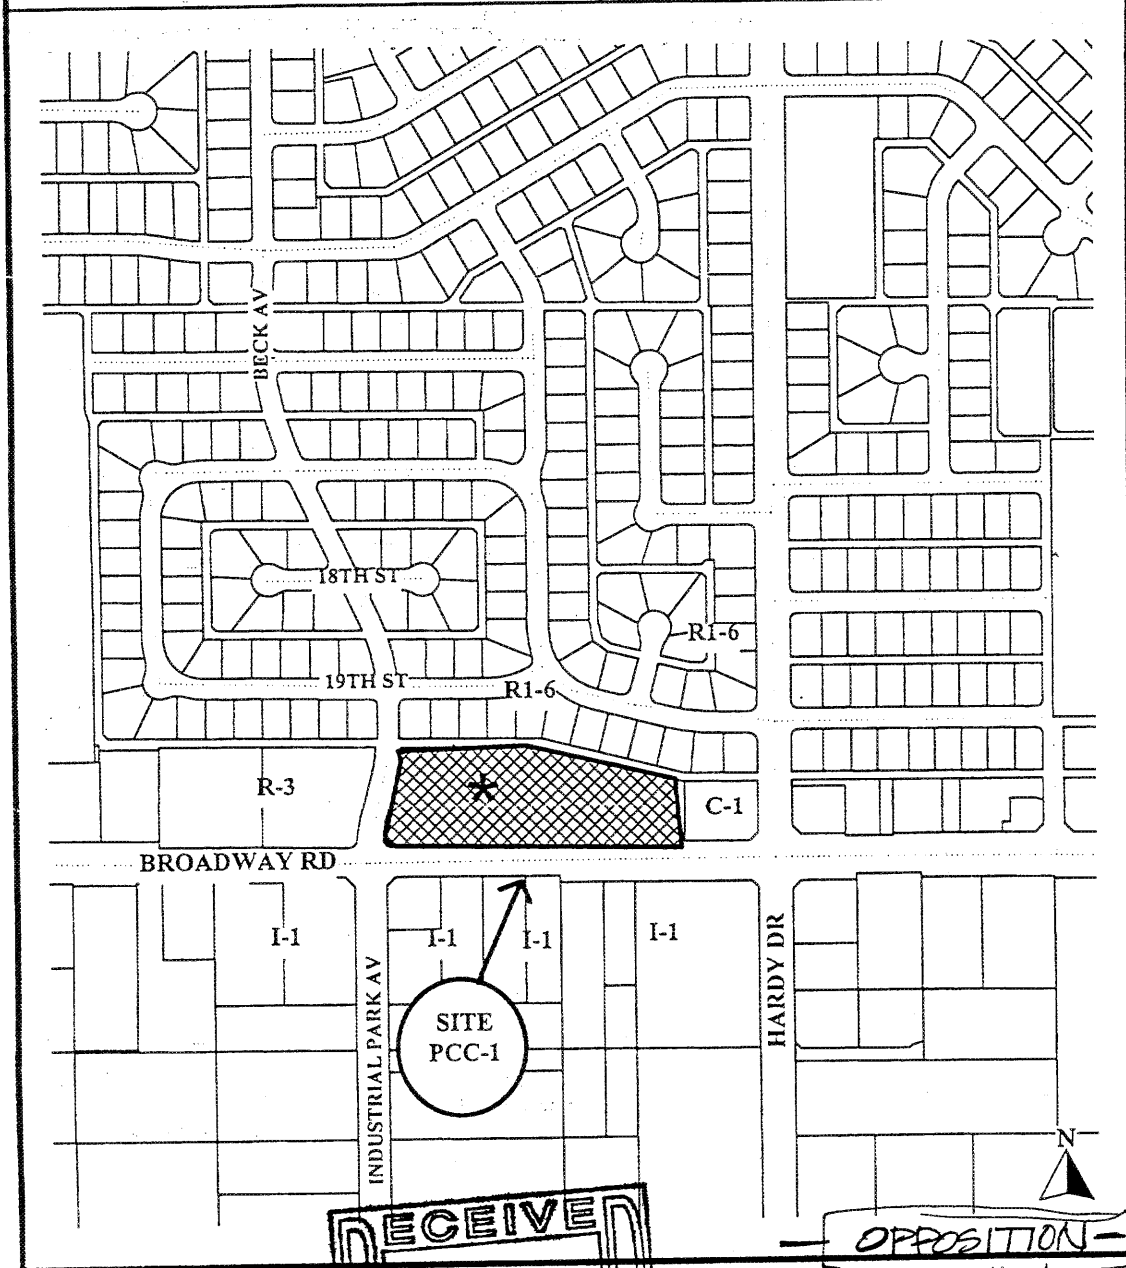 BECK AV
18TH ST
R1-6
19TH ST
R1-6
R-3
*
C-1
BROADWAY RD
I-1
I-1
I-1
I-1
INDUSTRIAL PARK AV
HARDY DR
SITE
PCC-1
N
RECEIVED
- OPPOSITION -